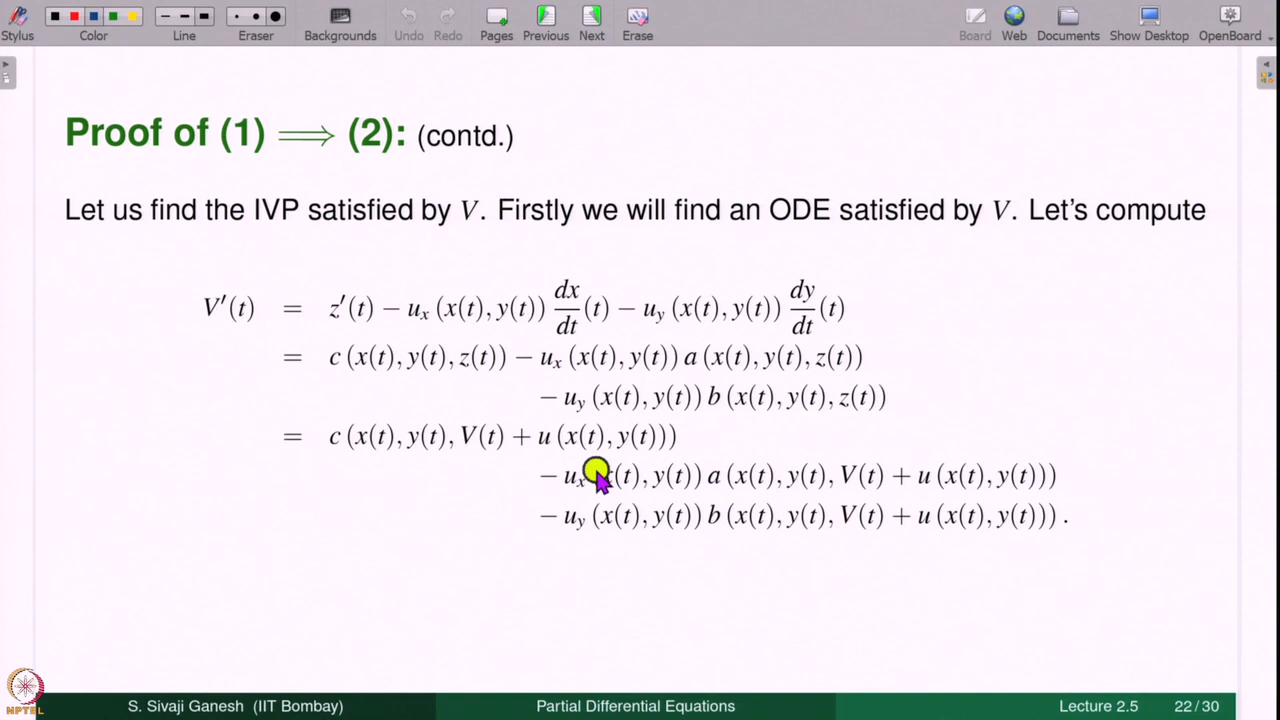 Stylus Color Line Eraser Backgrounds Undo Redo Pages Previous Next Erase Board Web Documents Show Desktop OpenBoard
Proof of (1) ⟹ (2): (contd.)
Let us find the IVP satisfied by V. Firstly we will find an ODE satisfied by V. Let's compute
V′(t) = z′(t) − u_x (x(t), y(t)) dx/dt (t) − u_y (x(t), y(t)) dy/dt (t)
= c (x(t), y(t), z(t)) − u_x (x(t), y(t)) a (x(t), y(t), z(t))
− u_y (x(t), y(t)) b (x(t), y(t), z(t))
= c (x(t), y(t), V(t) + u (x(t), y(t)))
− u_x (x(t), y(t)) a (x(t), y(t), V(t) + u (x(t), y(t)))
− u_y (x(t), y(t)) b (x(t), y(t), V(t) + u (x(t), y(t))) .
NPTEL
S. Sivaji Ganesh (IIT Bombay) Partial Differential Equations Lecture 2.5 22 / 30